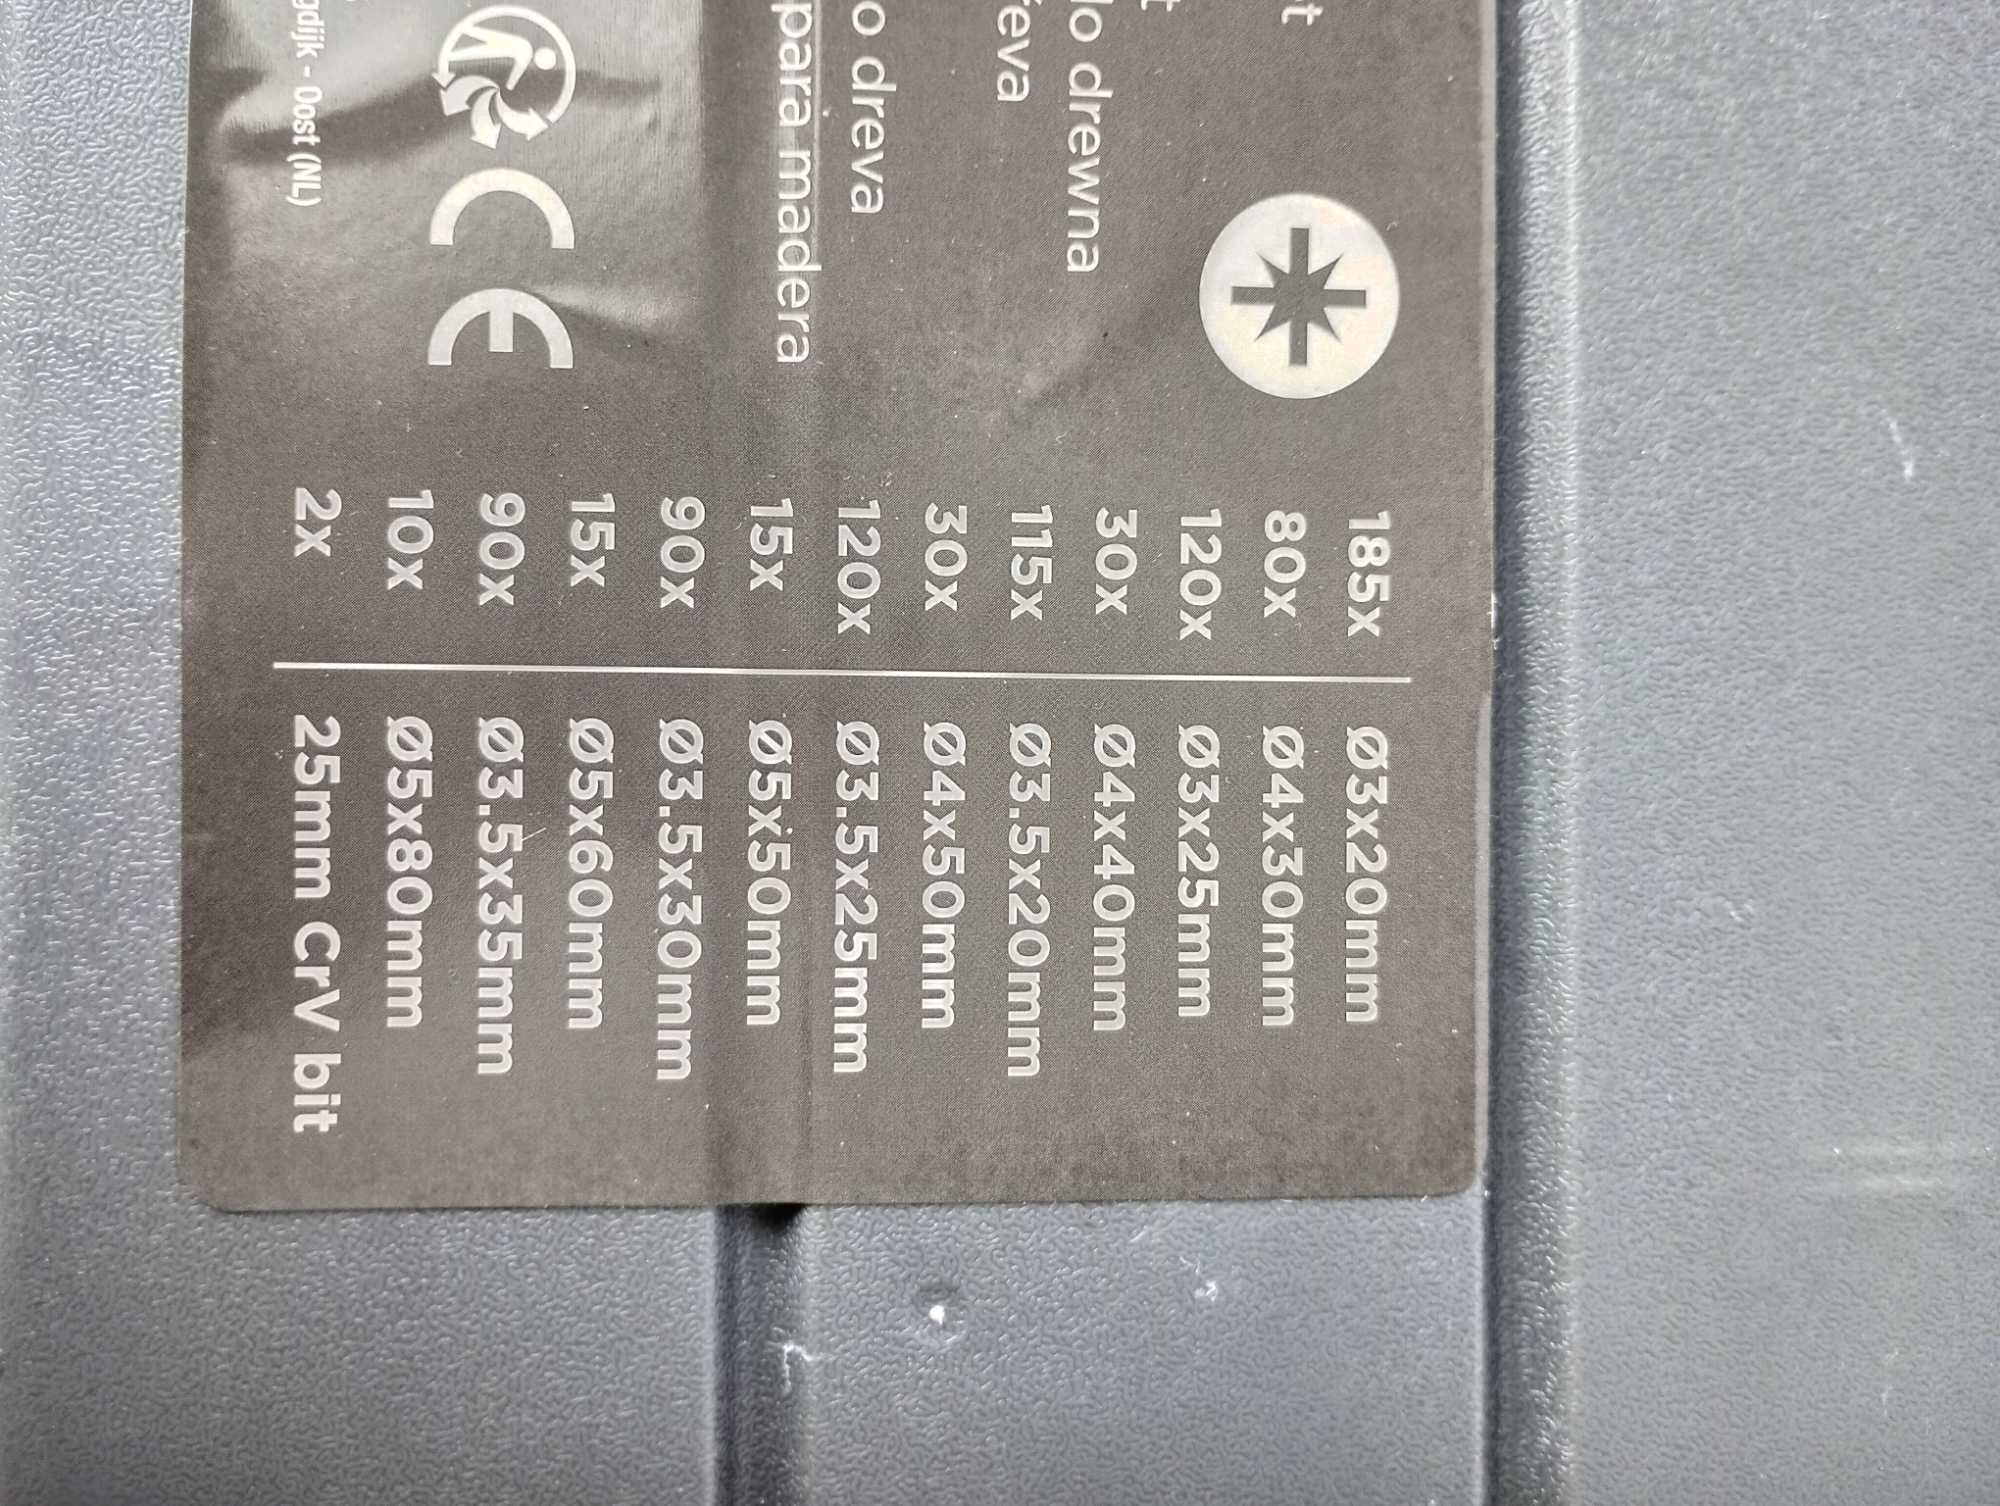 185x Ø3x20mm
80x Ø4x30mm
120x Ø3x25mm
30x Ø4x40mm
115x Ø3.5x20mm
30x Ø4x50mm
120x Ø3.5x25mm
15x Ø5x50mm
90x Ø3.5x30mm
15x Ø5x60mm
90x Ø3.5x35mm
10x Ø5x80mm
2x 25mm CrV bit
drewna
dreva
para madera
CE
- Oost (NL)